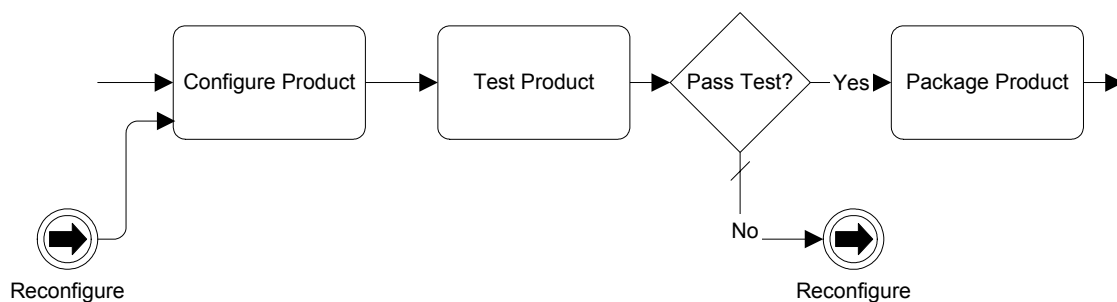 Configure Product
Test Product
Pass Test?
Yes
Package Product
No
Reconfigure
Reconfigure